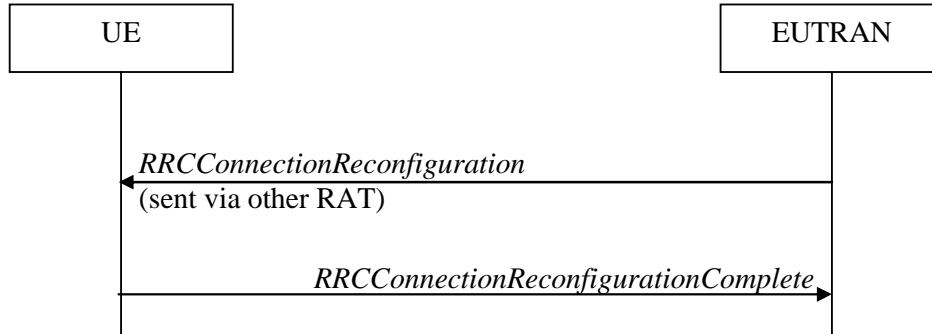 UE
EUTRAN
RRCConnectionReconfiguration
(sent via other RAT)
RRCConnectionReconfigurationComplete